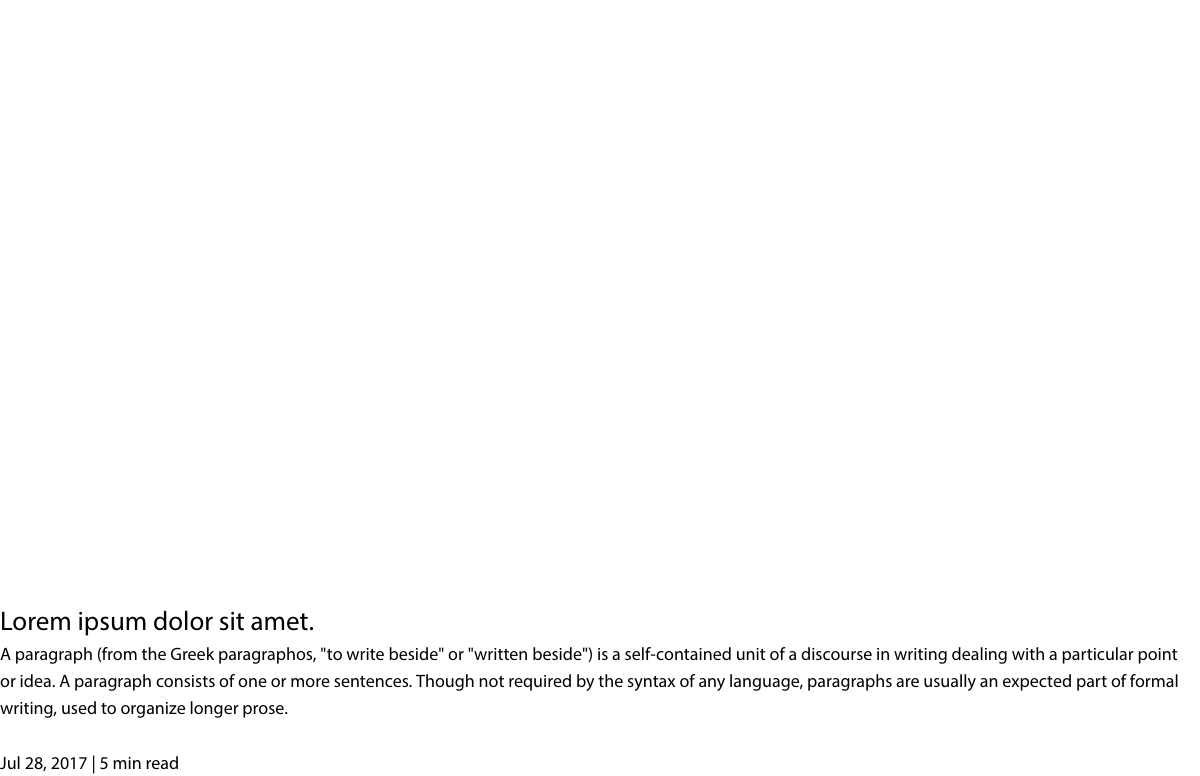 Lorem ipsum dolor sit amet.
A paragraph (from the Greek paragraphos, "to write beside" or "written beside") is a self-contained unit of a discourse in writing dealing with a particular point
or idea. A paragraph consists of one or more sentences. Though not required by the syntax of any language, paragraphs are usually an expected part of formal
writing, used to organize longer prose.
Jul 28, 2017 | 5 min read